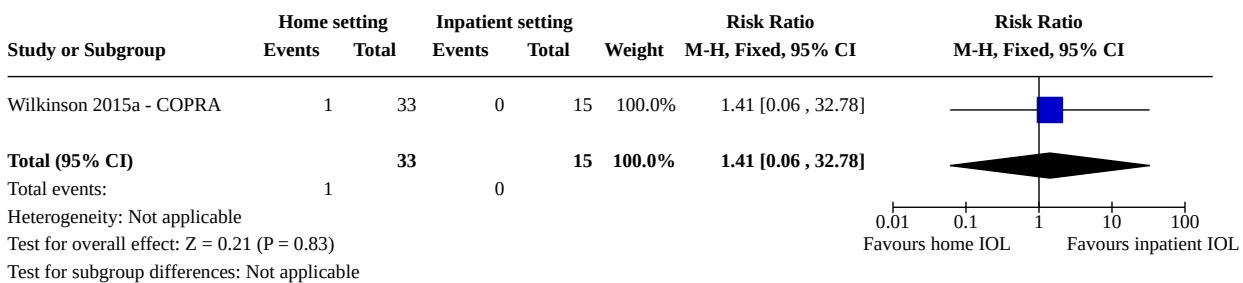 Home setting Inpatient setting Risk Ratio Risk Ratio
Study or Subgroup Events Total Events Total Weight M-H, Fixed, 95% CI M-H, Fixed, 95% CI
Wilkinson 2015a - COPRA 1 33 0 15 100.0% 1.41 [0.06 , 32.78]
Total (95% CI) 33 15 100.0% 1.41 [0.06 , 32.78]
Total events: 1 0
Heterogeneity: Not applicable
0.01 0.1 1 10 100
Test for overall effect: Z = 0.21 (P = 0.83) Favours home IOL Favours inpatient IOL
Test for subgroup differences: Not applicable